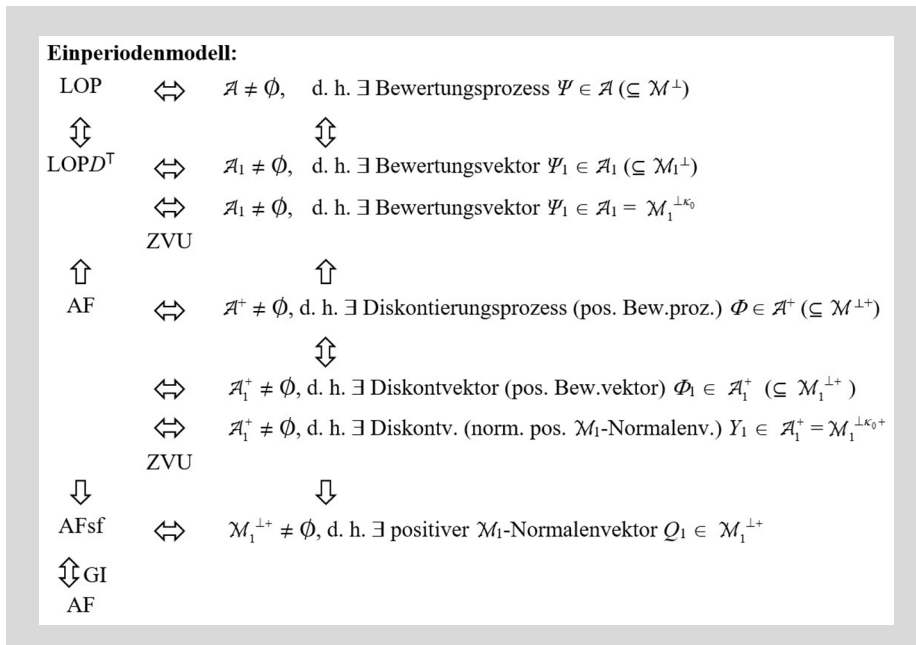 Einperiodenmodell:
LOP ⇔ 𝒜 ≠ Ø, d. h. ∃ Bewertungsprozess Ψ ∈ 𝒜 (⊆ ℳ⊥)
⇕ ⇕
LOPDᵀ ⇔ 𝒜₁ ≠ Ø, d. h. ∃ Bewertungsvektor Ψ₁ ∈ 𝒜₁ (⊆ ℳ₁⊥)
⇔ 𝒜₁ ≠ Ø, d. h. ∃ Bewertungsvektor Ψ₁ ∈ 𝒜₁ = ℳ₁^⊥κ₀
ZVU
⇑ ⇑
AF ⇔ 𝒜⁺ ≠ Ø, d. h. ∃ Diskontierungsprozess (pos. Bew.proz.) Φ ∈ 𝒜⁺ (⊆ ℳ⊥⁺)
⇕
⇔ 𝒜₁⁺ ≠ Ø, d. h. ∃ Diskontvektor (pos. Bew.vektor) Φ₁ ∈ 𝒜₁⁺ (⊆ ℳ₁⊥⁺ )
⇔ 𝒜₁⁺ ≠ Ø, d. h. ∃ Diskontv. (norm. pos. ℳ₁-Normalenv.) Y₁ ∈ 𝒜₁⁺ = ℳ₁^⊥κ₀+
ZVU
⇓ ⇓
AFsf ⇔ ℳ₁⊥⁺ ≠ Ø, d. h. ∃ positiver ℳ₁-Normalenvektor Q₁ ∈ ℳ₁⊥⁺
⇕ GI
AF